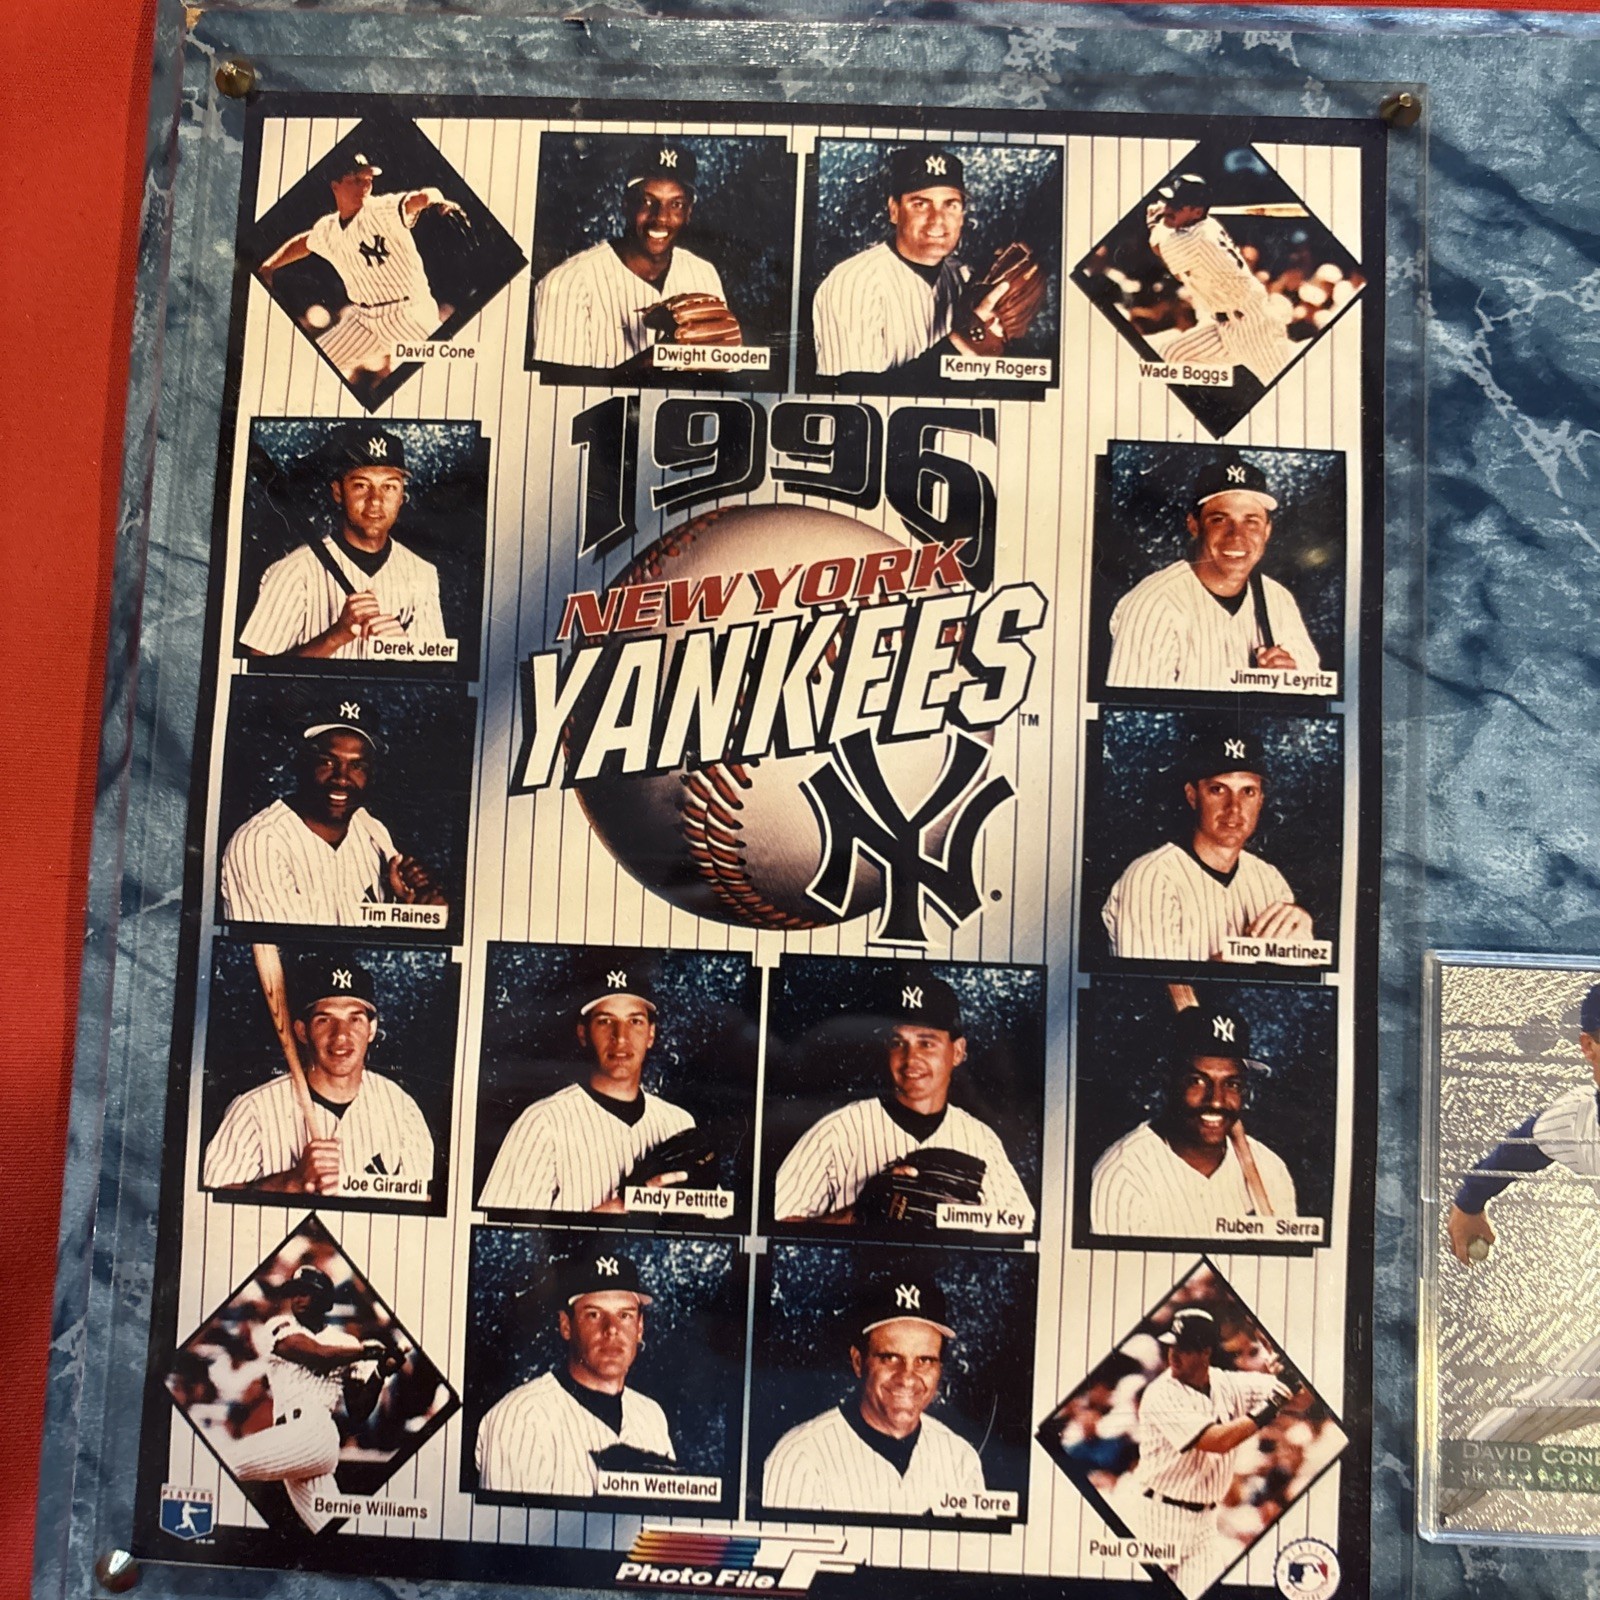 David Cone
Dwight Gooden
Kenny Rogers
Wade Boggs
1996
NEW YORK
YANKEES
TM
NY
Derek Jeter
Jimmy Leyritz
Tim Raines
Tino Martinez
Joe Girardi
Andy Pettitte
Jimmy Key
Ruben Sierra
Bernie Williams
John Wetteland
Joe Torre
Paul O'Neill
PLAYERS
Photo File
PF
DAVID CONE